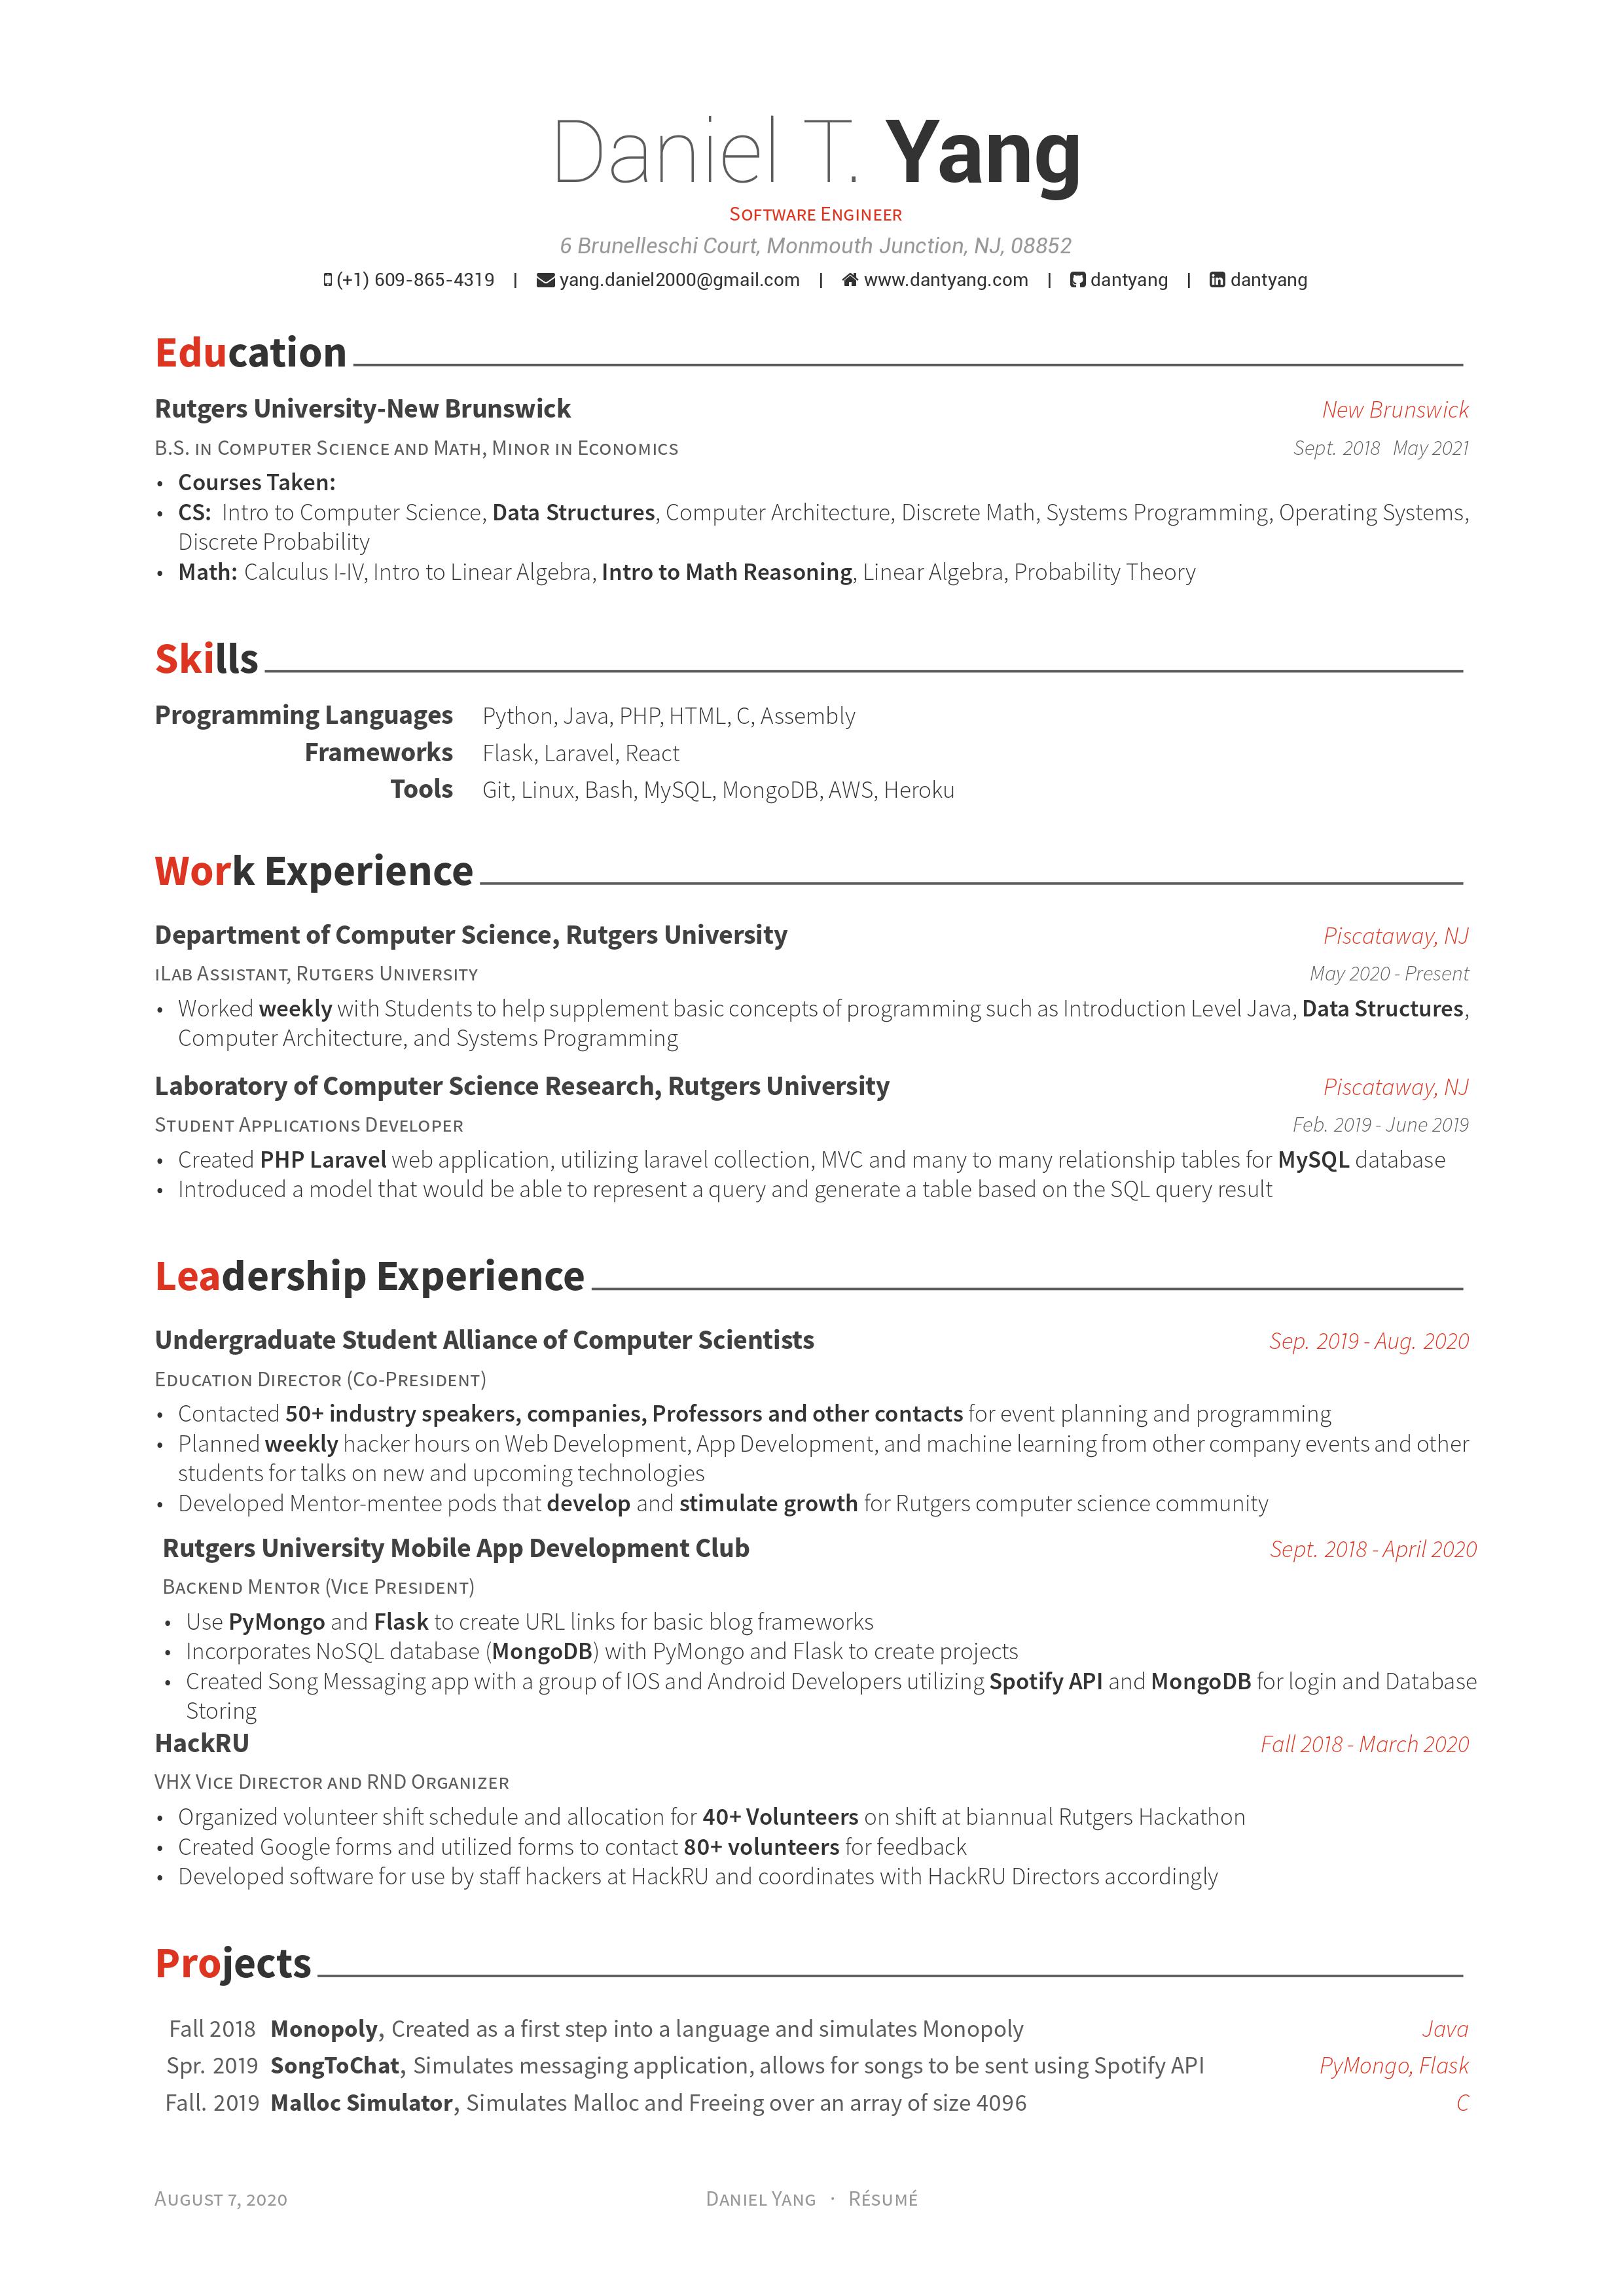 Daniel T. Yang
Software Engineer
6 Brunelleschi Court, Monmouth Junction, NJ, 08852
(+1) 609-865-4319 | yang.daniel2000@gmail.com | www.dantyang.com | dantyang | dantyang
Education
Rutgers University-New Brunswick New Brunswick
B.S. in Computer Science and Math, Minor in Economics Sept. 2018 May 2021
• Courses Taken:
• CS: Intro to Computer Science, Data Structures, Computer Architecture, Discrete Math, Systems Programming, Operating Systems,
Discrete Probability
• Math: Calculus I-IV, Intro to Linear Algebra, Intro to Math Reasoning, Linear Algebra, Probability Theory
Skills
Programming Languages Python, Java, PHP, HTML, C, Assembly
Frameworks Flask, Laravel, React
Tools Git, Linux, Bash, MySQL, MongoDB, AWS, Heroku
Work Experience
Department of Computer Science, Rutgers University Piscataway, NJ
iLab Assistant, Rutgers University May 2020 - Present
• Worked weekly with Students to help supplement basic concepts of programming such as Introduction Level Java, Data Structures,
Computer Architecture, and Systems Programming
Laboratory of Computer Science Research, Rutgers University Piscataway, NJ
Student Applications Developer Feb. 2019 - June 2019
• Created PHP Laravel web application, utilizing laravel collection, MVC and many to many relationship tables for MySQL database
• Introduced a model that would be able to represent a query and generate a table based on the SQL query result
Leadership Experience
Undergraduate Student Alliance of Computer Scientists Sep. 2019 - Aug. 2020
Education Director (Co-President)
• Contacted 50+ industry speakers, companies, Professors and other contacts for event planning and programming
• Planned weekly hacker hours on Web Development, App Development, and machine learning from other company events and other
students for talks on new and upcoming technologies
• Developed Mentor-mentee pods that develop and stimulate growth for Rutgers computer science community
Rutgers University Mobile App Development Club Sept. 2018 - April 2020
Backend Mentor (Vice President)
• Use PyMongo and Flask to create URL links for basic blog frameworks
• Incorporates NoSQL database (MongoDB) with PyMongo and Flask to create projects
• Created Song Messaging app with a group of IOS and Android Developers utilizing Spotify API and MongoDB for login and Database
Storing
HackRU Fall 2018 - March 2020
VHX Vice Director and RND Organizer
• Organized volunteer shift schedule and allocation for 40+ Volunteers on shift at biannual Rutgers Hackathon
• Created Google forms and utilized forms to contact 80+ volunteers for feedback
• Developed software for use by staff hackers at HackRU and coordinates with HackRU Directors accordingly
Projects
Fall 2018 Monopoly, Created as a first step into a language and simulates Monopoly Java
Spr. 2019 SongToChat, Simulates messaging application, allows for songs to be sent using Spotify API PyMongo, Flask
Fall. 2019 Malloc Simulator, Simulates Malloc and Freeing over an array of size 4096 C
August 7, 2020 Daniel Yang · Résumé